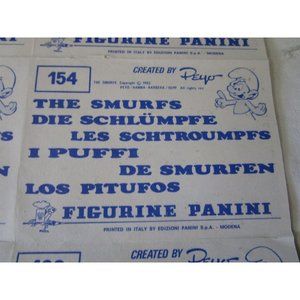 FIGURINE PANINI
PRINTED IN ITALY BY EDIZIONI PANINI S.p.A. - MODENA
154
CREATED BY Peyo
THE SMURFS
DIE SCHLÜMPFE
LES SCHTROUMPFS
I PUFFI
DE SMURFEN
LOS PITUFOS
FIGURINE PANINI
PRINTED IN ITALY BY EDIZIONI PANINI S.p.A. - MODENA
CREATED BY Peyo